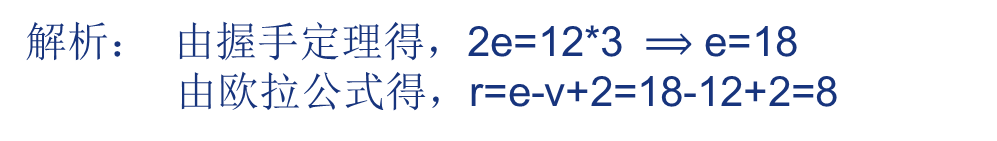 解析： 由握手定理得，2e=12*3 ⟹ e=18
由欧拉公式得，r=e-v+2=18-12+2=8